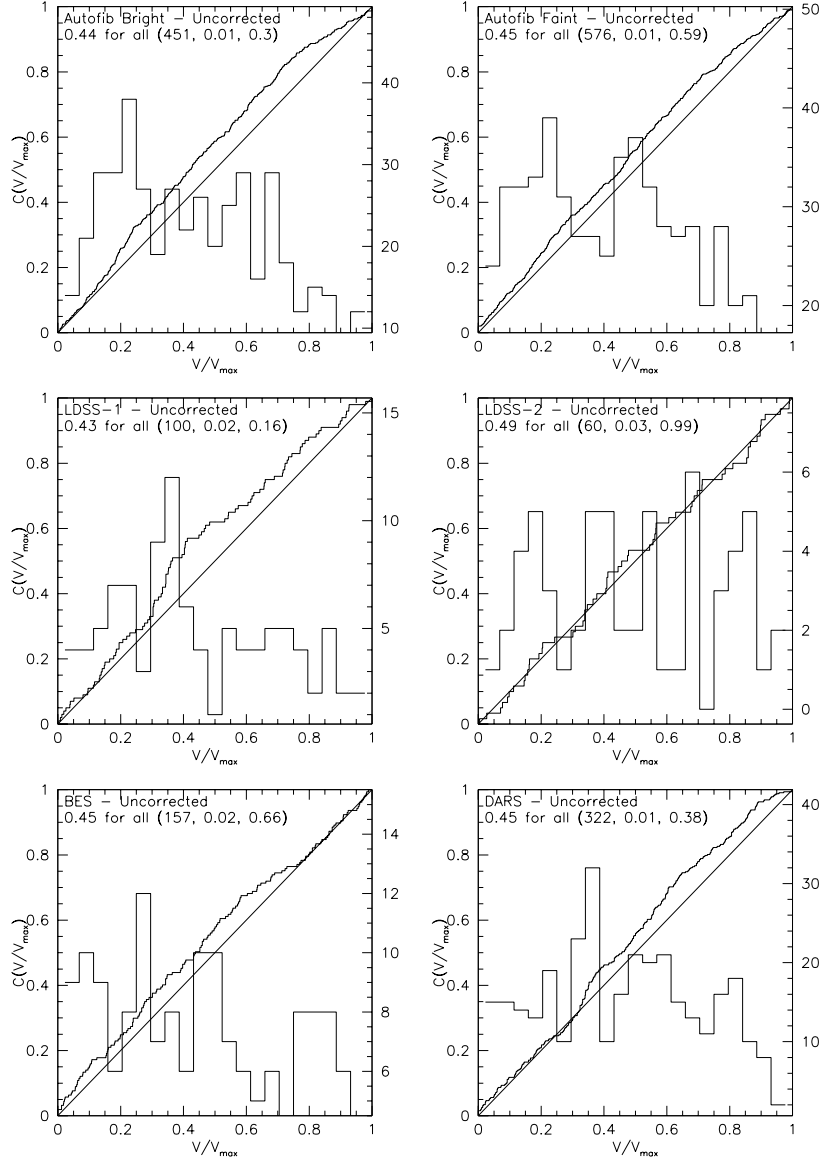 Autofib Bright – Uncorrected
0.44 for all (451, 0.01, 0.3)
1
0.8
0.6
0.4
0.2
0
C(V/Vmax)
40
30
20
10
0 0.2 0.4 0.6 0.8 1
V/Vmax
Autofib Faint – Uncorrected
0.45 for all (576, 0.01, 0.59)
1
0.8
0.6
0.4
0.2
0
C(V/Vmax)
50
40
30
20
0 0.2 0.4 0.6 0.8 1
V/Vmax
LDSS–1 – Uncorrected
0.43 for all (100, 0.02, 0.16)
1
0.8
0.6
0.4
0.2
0
C(V/Vmax)
15
10
5
0 0.2 0.4 0.6 0.8 1
V/Vmax
LDSS–2 – Uncorrected
0.49 for all (60, 0.03, 0.99)
1
0.8
0.6
0.4
0.2
0
C(V/Vmax)
6
4
2
0
0 0.2 0.4 0.6 0.8 1
V/Vmax
BES – Uncorrected
0.45 for all (157, 0.02, 0.66)
1
0.8
0.6
0.4
0.2
0
C(V/Vmax)
14
12
10
8
6
0 0.2 0.4 0.6 0.8 1
V/Vmax
DARS – Uncorrected
0.45 for all (322, 0.01, 0.38)
1
0.8
0.6
0.4
0.2
0
C(V/Vmax)
40
30
20
10
0 0.2 0.4 0.6 0.8 1
V/Vmax